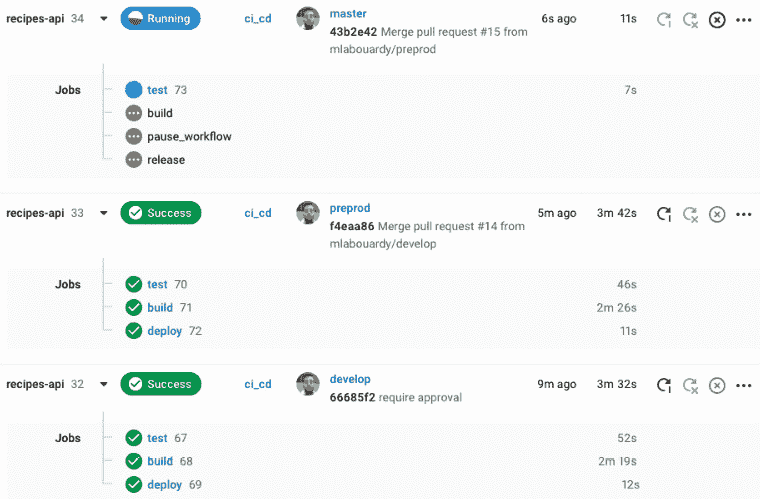 recipes-api 34 Running ci_cd master 6s ago 11s
43b2e42 Merge pull request #15 from
mlabouardy/preprod
Jobs test 73 7s
build
pause_workflow
release
recipes-api 33 Success ci_cd preprod 5m ago 3m 42s
f4eaa86 Merge pull request #14 from
mlabouardy/develop
Jobs test 70 46s
build 71 2m 26s
deploy 72 11s
recipes-api 32 Success ci_cd develop 9m ago 3m 32s
66685f2 require approval
Jobs test 67 52s
build 68 2m 19s
deploy 69 12s